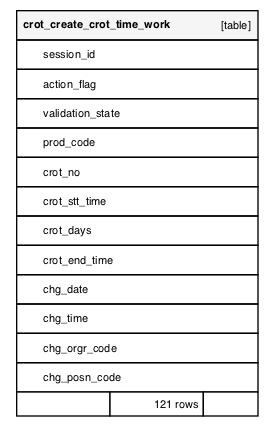 crot_create_crot_time_work [table]
session_id
action_flag
validation_state
prod_code
crot_no
crot_stt_time
crot_days
crot_end_time
chg_date
chg_time
chg_orgr_code
chg_posn_code
121 rows